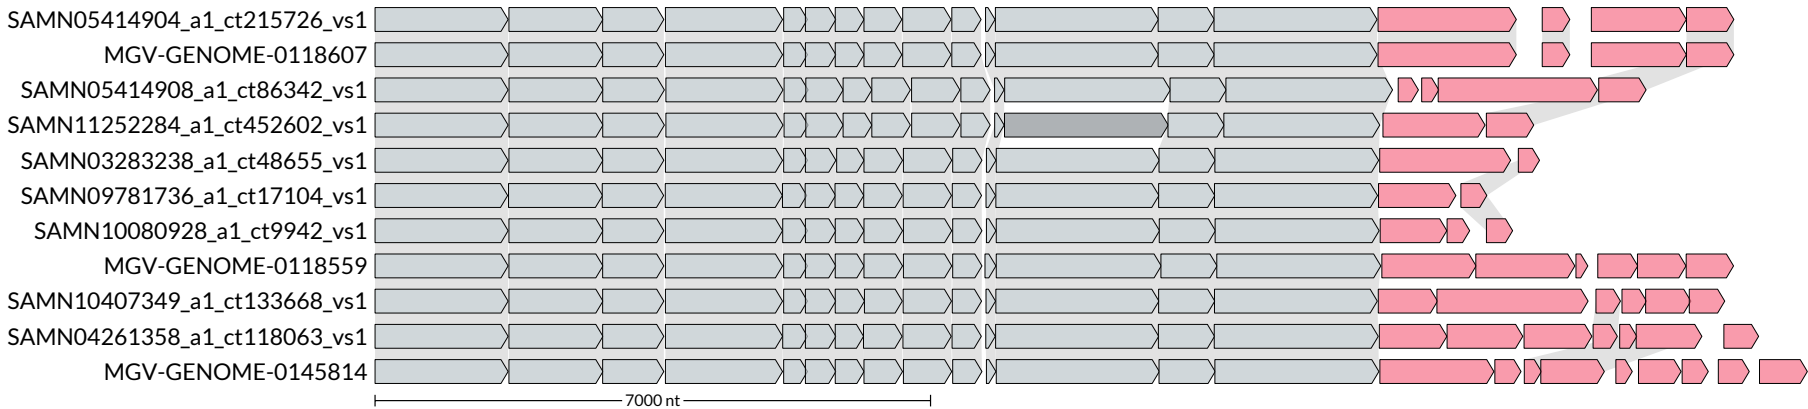 SAMN05414904_a1_ct215726_vs1
MGV-GENOME-0118607
SAMN05414908_a1_ct86342_vs1
SAMN11252284_a1_ct452602_vs1
SAMN03283238_a1_ct48655_vs1
SAMN09781736_a1_ct17104_vs1
SAMN10080928_a1_ct9942_vs1
MGV-GENOME-0118559
SAMN10407349_a1_ct133668_vs1
SAMN04261358_a1_ct118063_vs1
MGV-GENOME-0145814
7000 nt